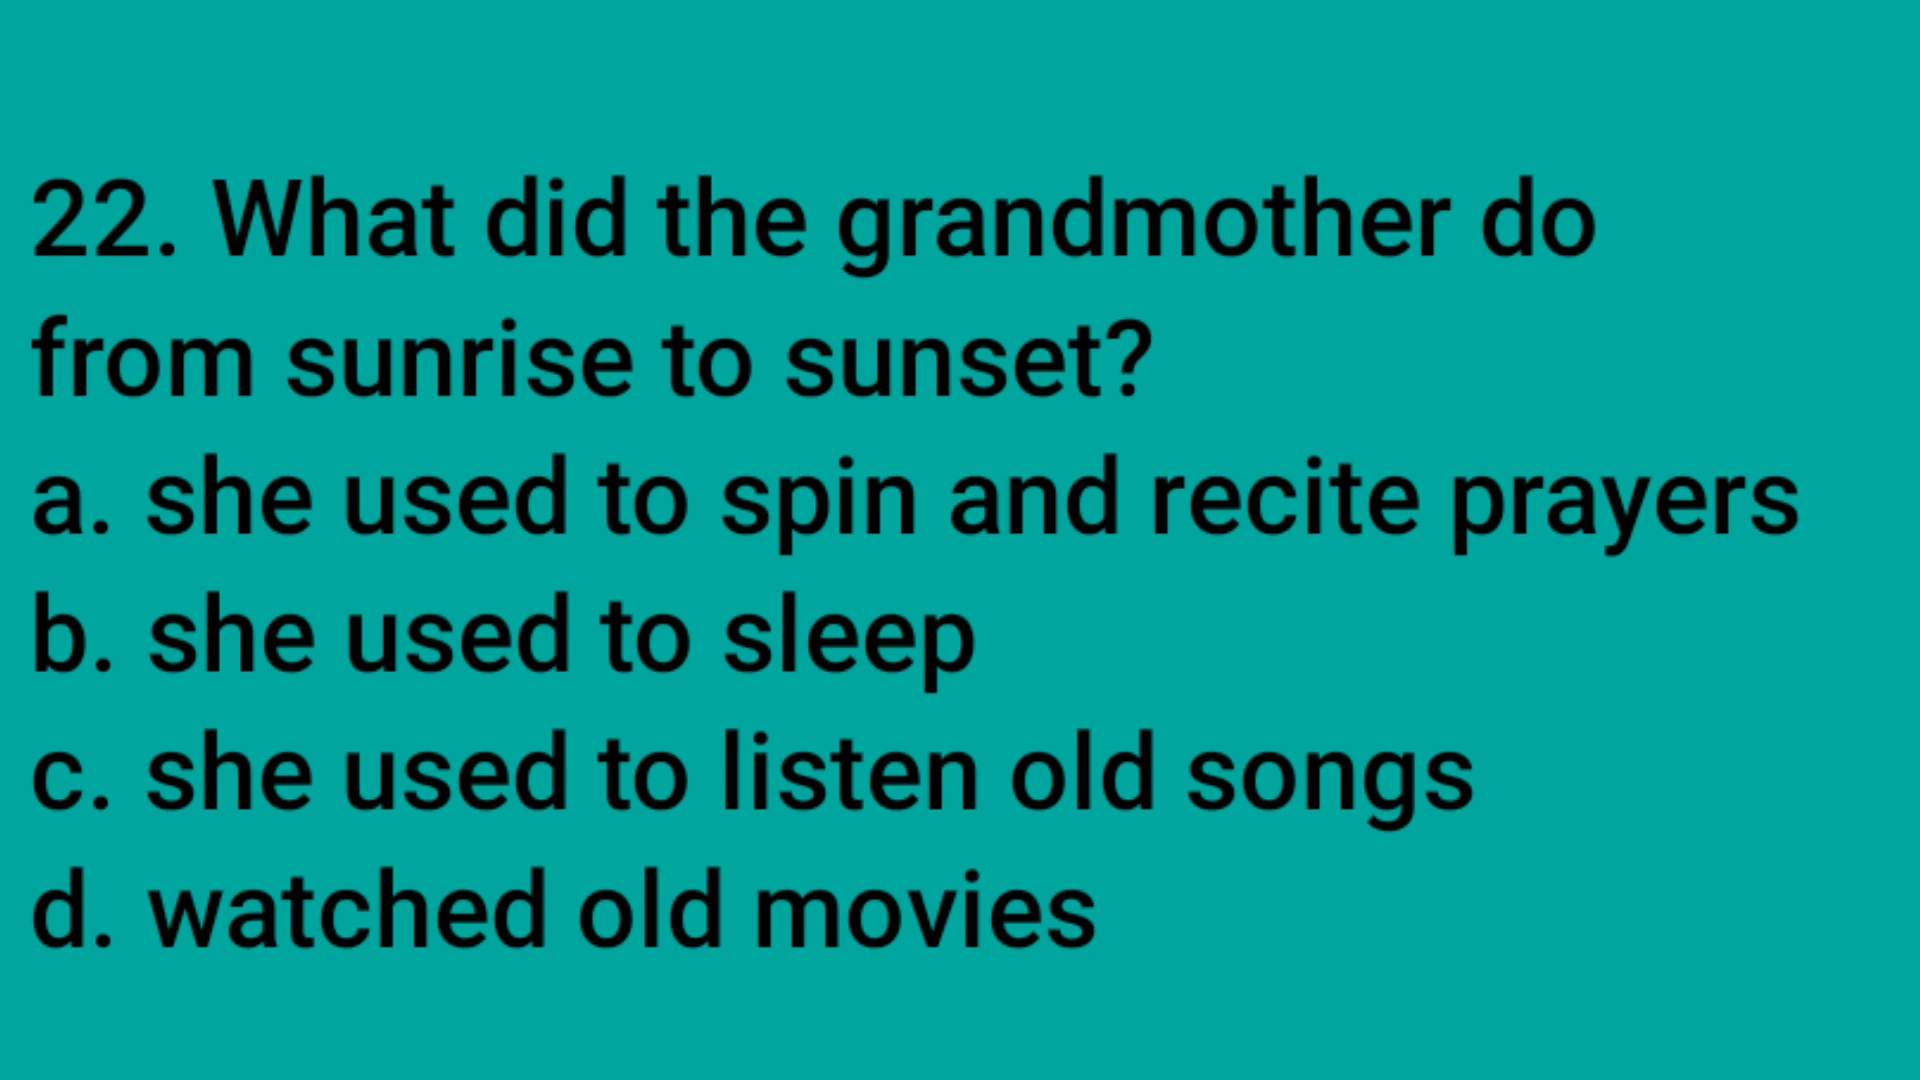 22. What did the grandmother do
from sunrise to sunset?
a. she used to spin and recite prayers
b. she used to sleep
c. she used to listen old songs
d. watched old movies